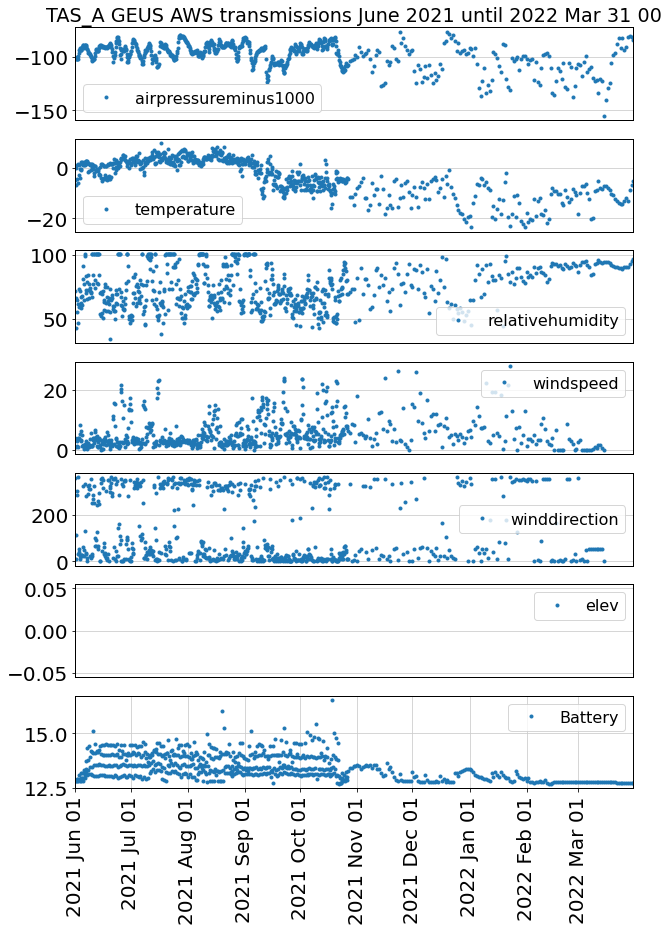 TAS_A GEUS AWS transmissions June 2021 until 2022 Mar 31 00
−100
−150
airpressureminus1000
0
−20
temperature
100
50
relativehumidity
20
0
windspeed
200
0
winddirection
0.05
0.00
−0.05
elev
15.0
12.5
Battery
2021 Jun 01
2021 Jul 01
2021 Aug 01
2021 Sep 01
2021 Oct 01
2021 Nov 01
2021 Dec 01
2022 Jan 01
2022 Feb 01
2022 Mar 01